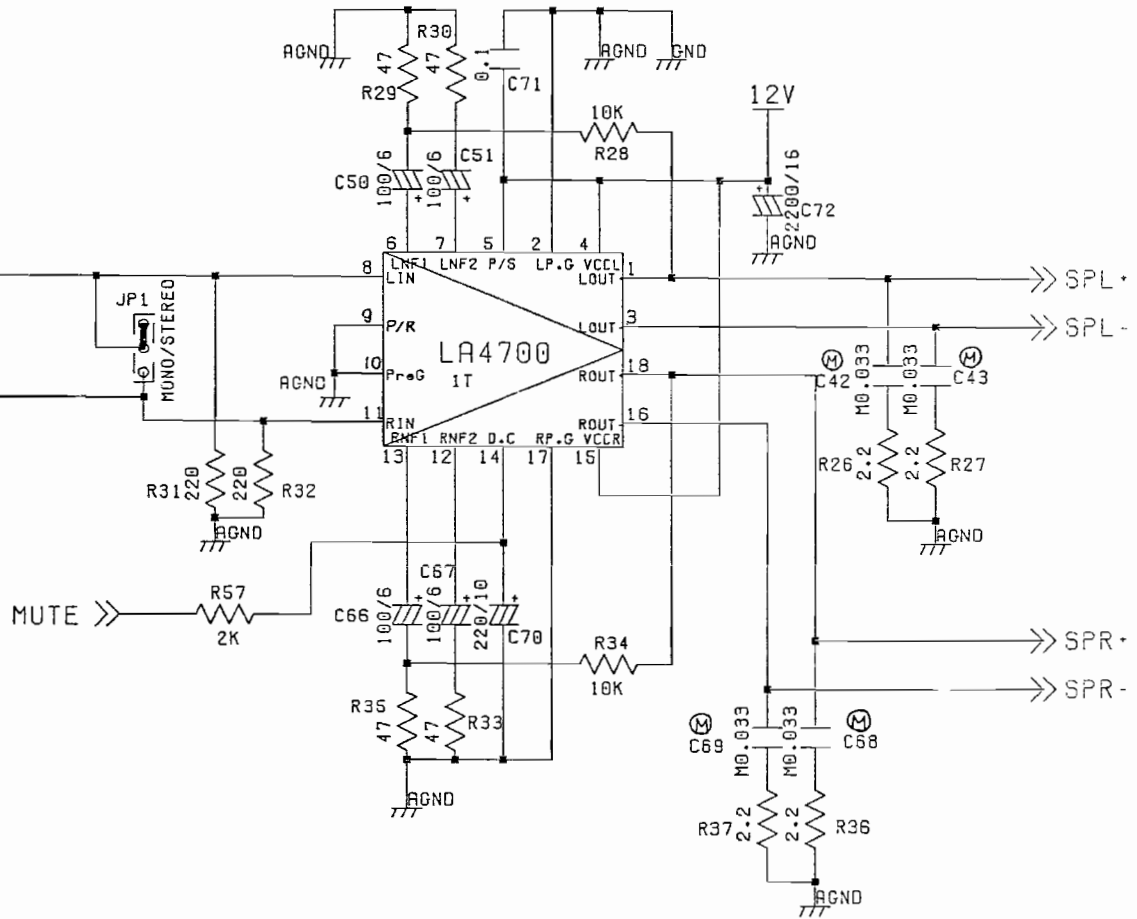 R30
AGND
47
R29
47
0.1
C71
AGND
GND
12V
10K
R28
C50
100/6
+
100/6
C51
+
+
2200/16
C72
AGND
6 7 5 2 4
LNF1 LNF2 P/S LP.G VCCL
8 LIN
LOUT 1
SPL+
JP1
MONO/STEREO
9 P/R
LOUT 3
SPL-
LA4700
1T
AGND
10 PreG
ROUT 18
M
C42
M0.033
M0.033
M
C43
11 RIN
ROUT 16
RNF1 RNF2 D.C RP.G VCCR
13 12 14 17 15
R31
220
220
R32
AGND
R26
2.2
2.2
R27
AGND
MUTE
R57
2K
C66
100/6
+
C67
100/6
+
220/10
+
C70
R34
10K
SPR+
SPR-
R35
47
47
R33
AGND
M
C69
M0.033
M0.033
M
C68
R37
2.2
2.2
R36
AGND